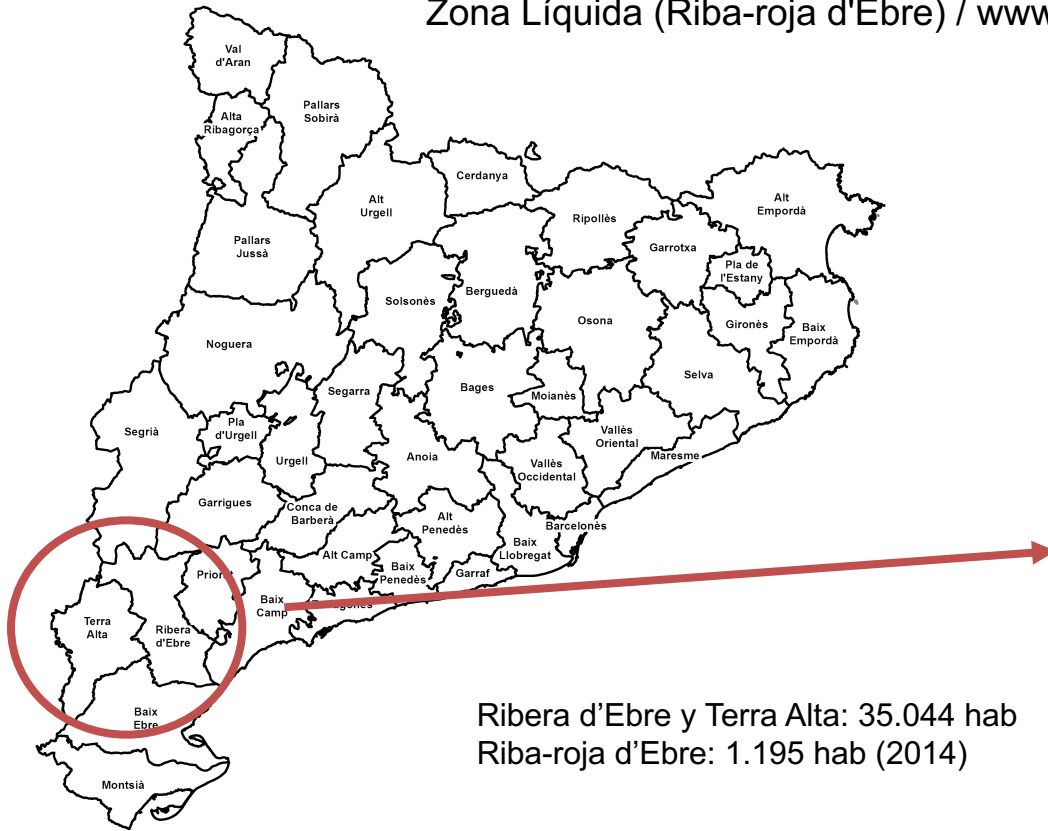 Zona Líquida (Riba-roja d'Ebre) / www
Val
d'Aran
Pallars
Sobirà
Alta
Ribagorça
Cerdanya
Alt
Urgell
Ripollès
Alt
Empordà
Pallars
Jussà
Garrotxa
Pla de
l'Estany
Solsonès
Berguedà
Osona
Gironès
Baix
Empordà
Noguera
Segarra
Bages
Moianès
Selva
Segrià
Pla
d'Urgell
Urgell
Anoia
Vallès
Oriental
Maresme
Vallès
Occidental
Garrigues
Conca de
Barberà
Alt
Penedès
Barcelonès
Baix
Llobregat
Alt Camp
Baix
Penedès
Garraf
Priorat
Baix
Camp
Terra
Alta
Ribera
d'Ebre
Baix
Ebre
Montsià
Ribera d’Ebre y Terra Alta: 35.044 hab
Riba-roja d’Ebre: 1.195 hab (2014)